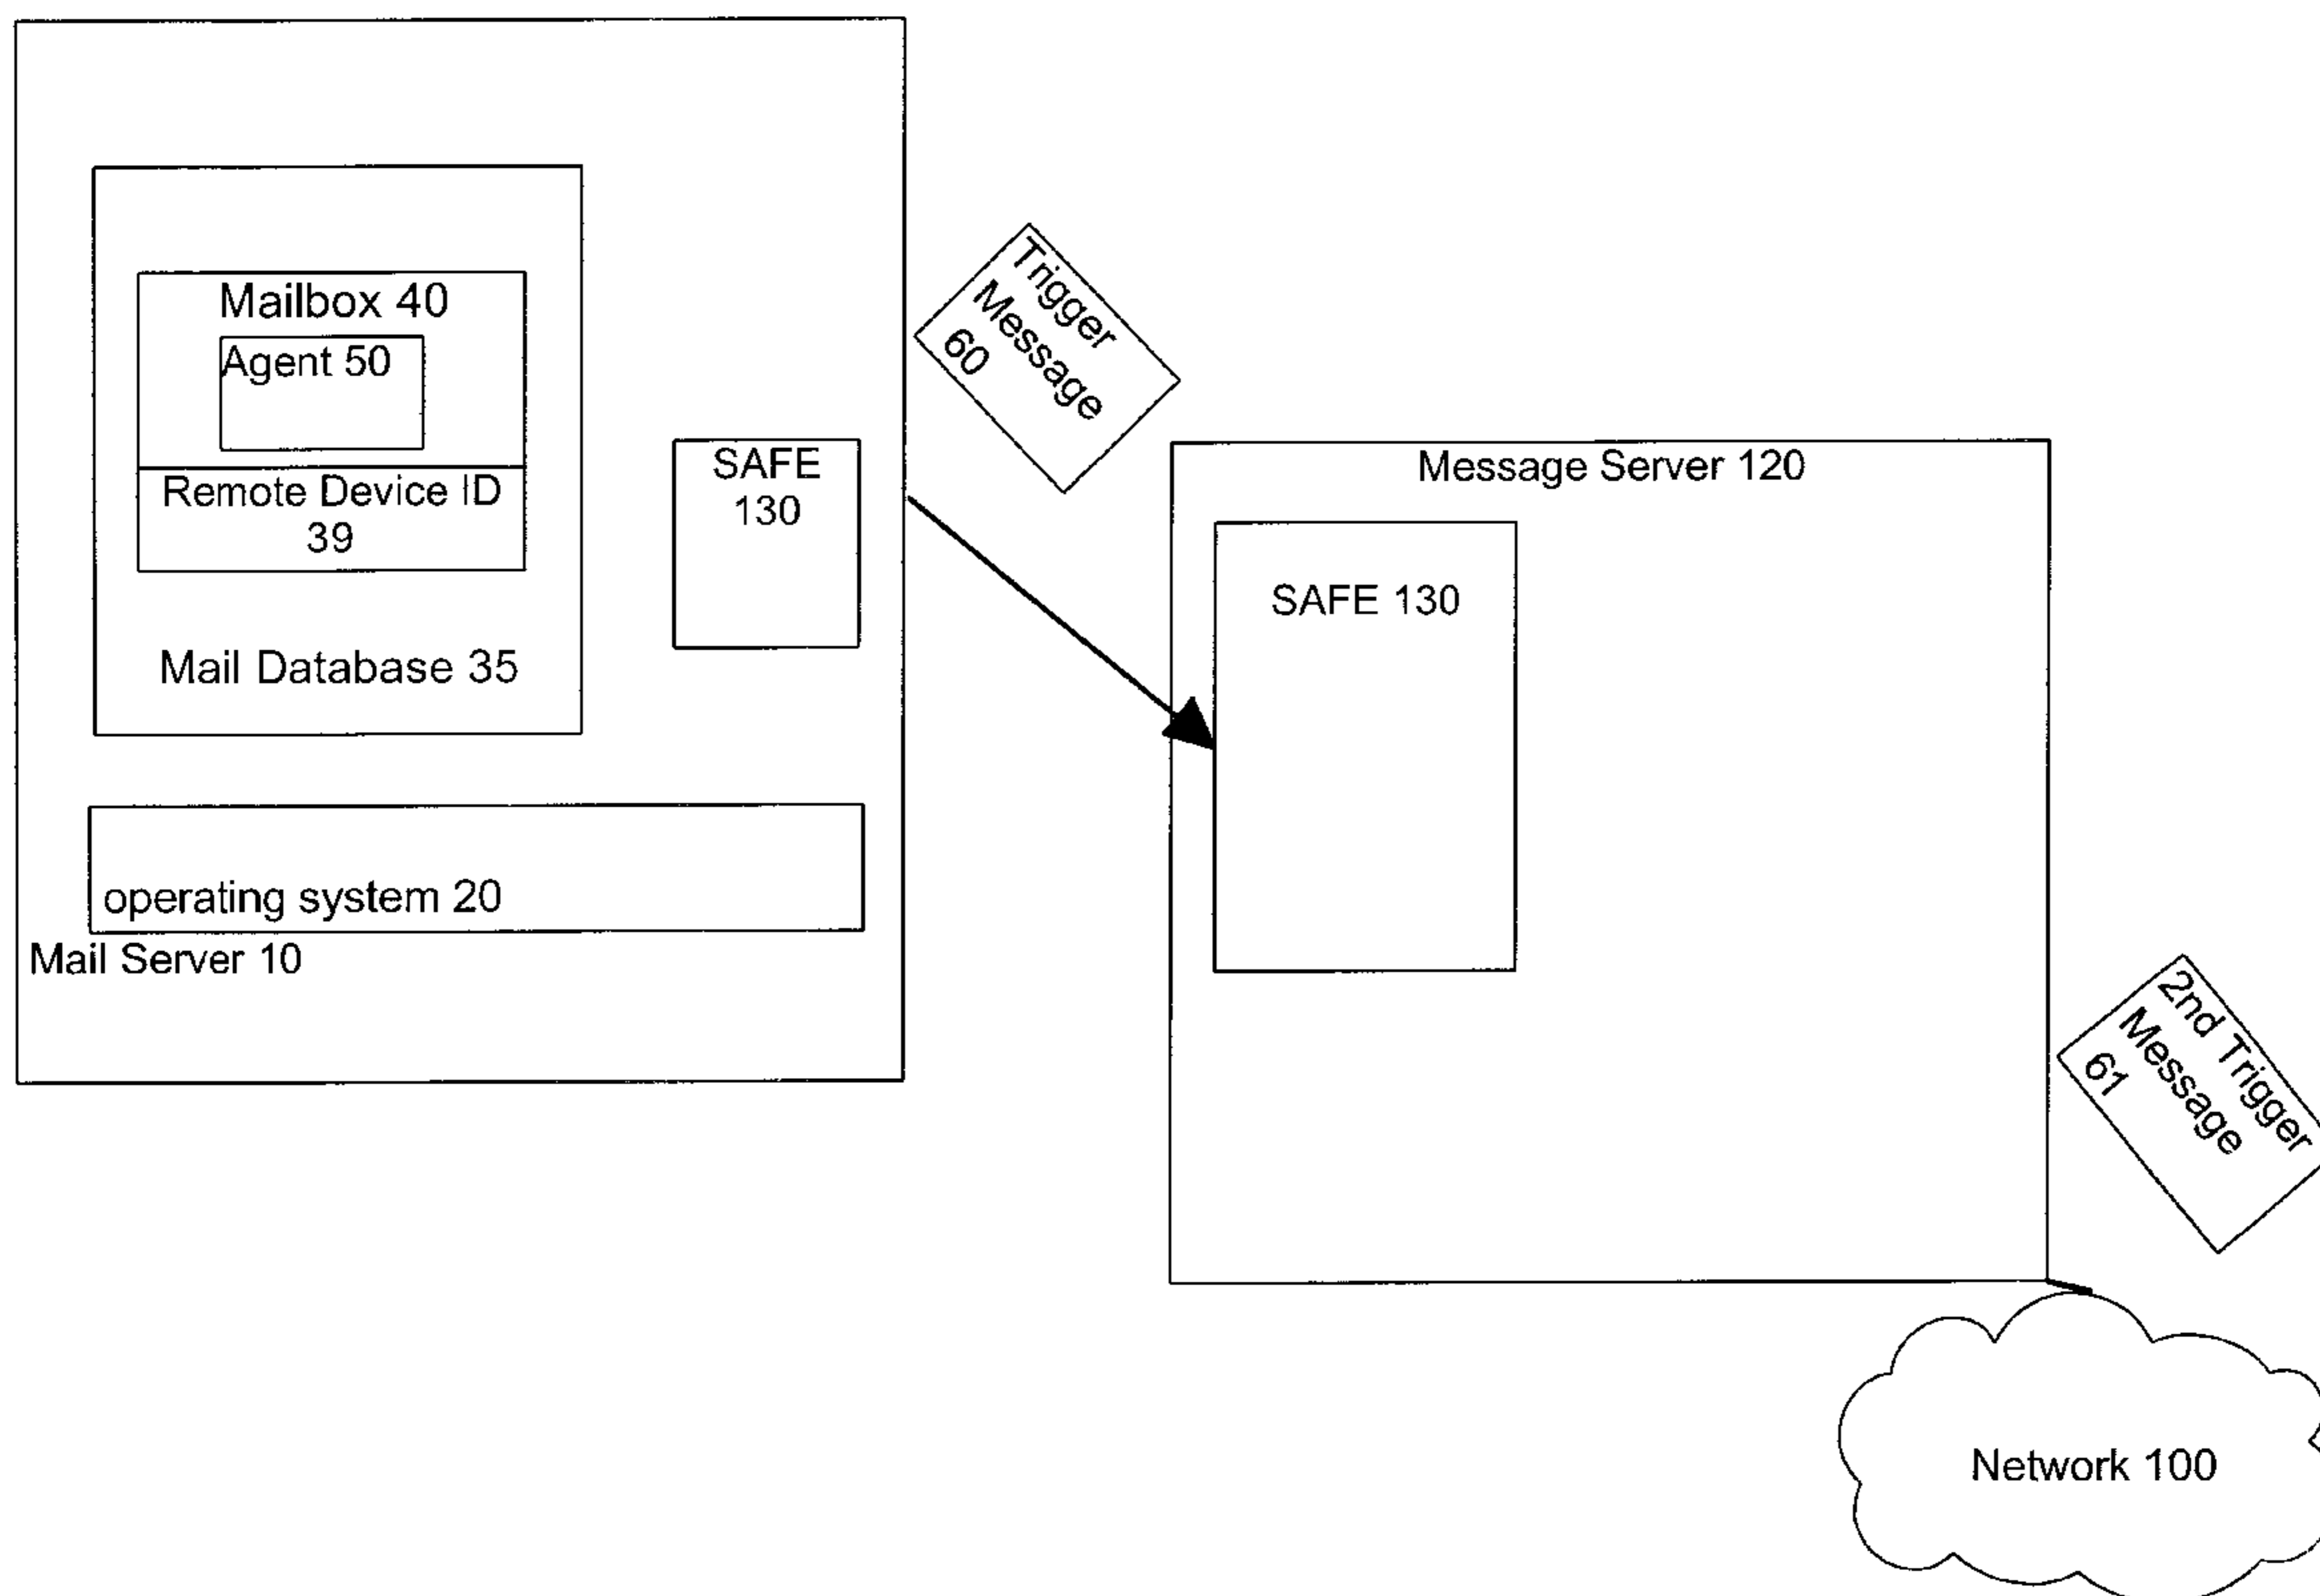 Mailbox 40
Agent 50
Remote Device ID
39
Mail Database 35
SAFE
130
operating system 20
Mail Server 10
Trigger
Message
60
Message Server 120
SAFE 130
2nd Trigger
Message
61
Network 100